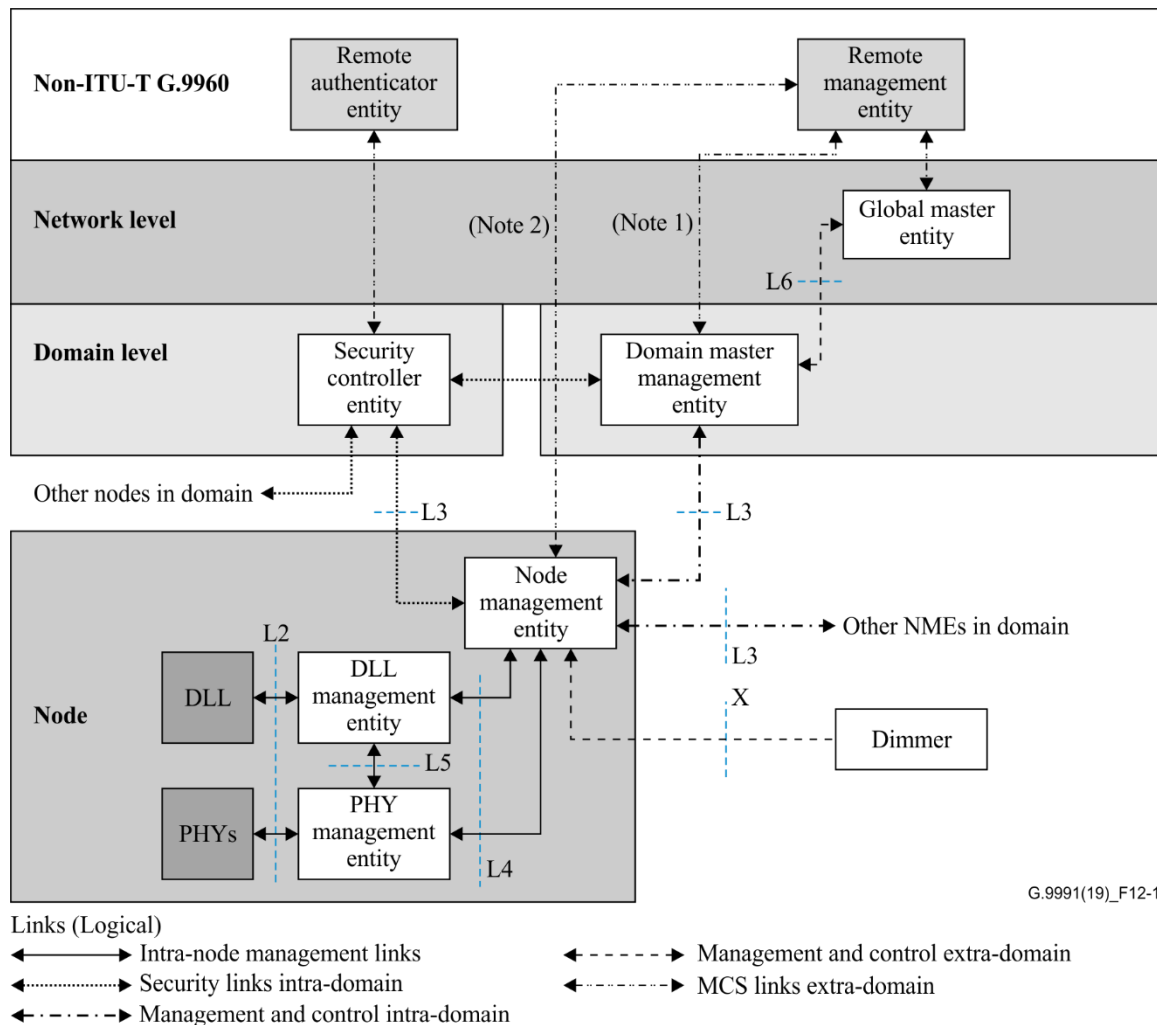 Non-ITU-T G.9960
Remote
authenticator
entity
Remote
management
entity
Network level
(Note 2)
(Note 1)
Global master
entity
L6
Domain level
Security
controller
entity
Domain master
management
entity
Other nodes in domain
L3
L3
Node
management
entity
Other NMEs in domain
L3
L2
DLL
DLL
management
entity
X
Node
Dimmer
L5
PHYs
PHY
management
entity
L4
G.9991(19)_F12-1
Links (Logical)
Intra-node management links
Management and control extra-domain
Security links intra-domain
MCS links extra-domain
Management and control intra-domain